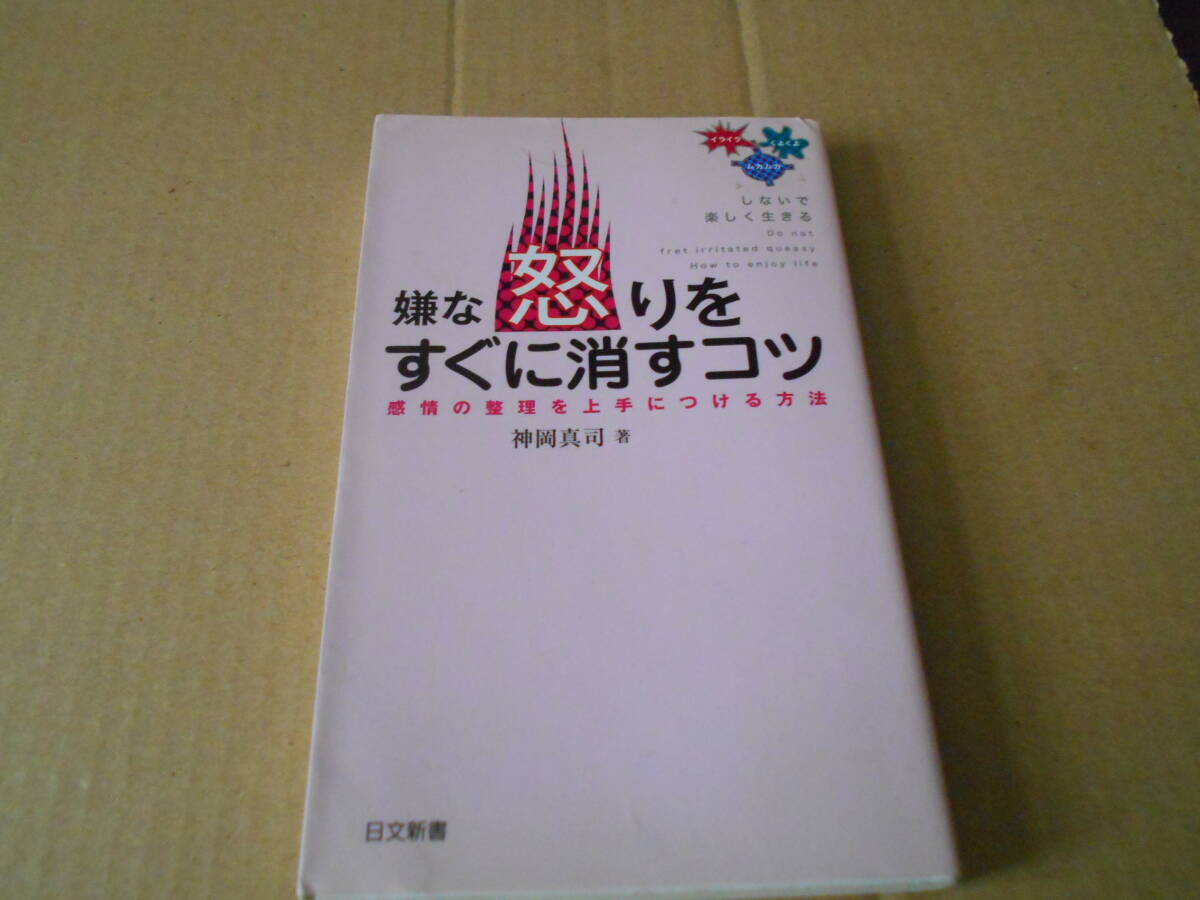 イライラ
くよくよ
ムカムカ
しないで
楽しく生きる
Do not
fret irritated queasy
How to enjoy life
嫌な怒りを
すぐに消すコツ
感情の整理を上手につける方法
神岡真司 著
日文新書